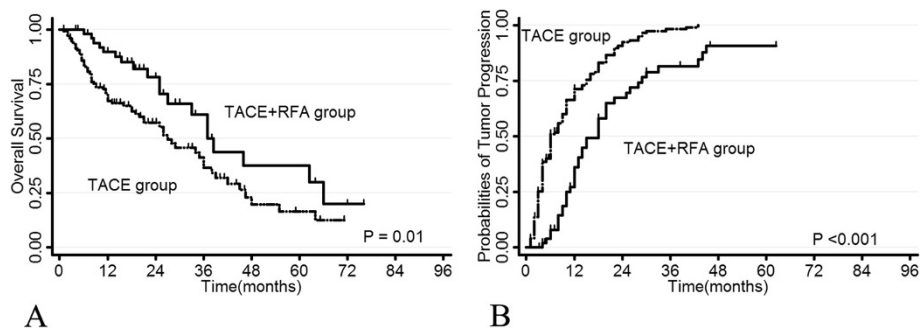 A
1.00
0.75
0.50
0.25
0.00
Overall Survival
TACE+RFA group
TACE group
P = 0.01
0 12 24 36 48 60 72 84 96
Time(months)
A
B
1.00
0.75
0.50
0.25
0.00
Probabilities of Tumor Progression
TACE group
TACE+RFA group
P <0.001
0 12 24 36 48 60 72 84 96
Time(months)
B